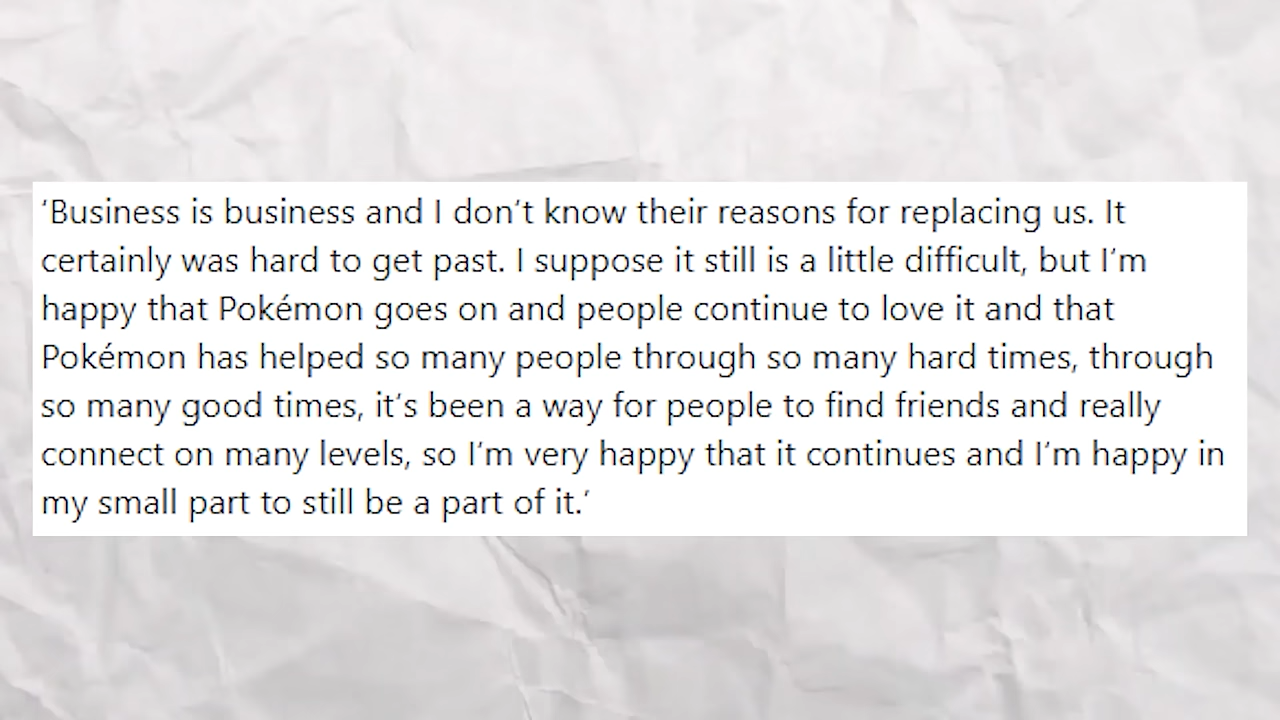 ‘Business is business and I don’t know their reasons for replacing us. It
certainly was hard to get past. I suppose it still is a little difficult, but I’m
happy that Pokémon goes on and people continue to love it and that
Pokémon has helped so many people through so many hard times, through
so many good times, it’s been a way for people to find friends and really
connect on many levels, so I’m very happy that it continues and I’m happy in
my small part to still be a part of it.’